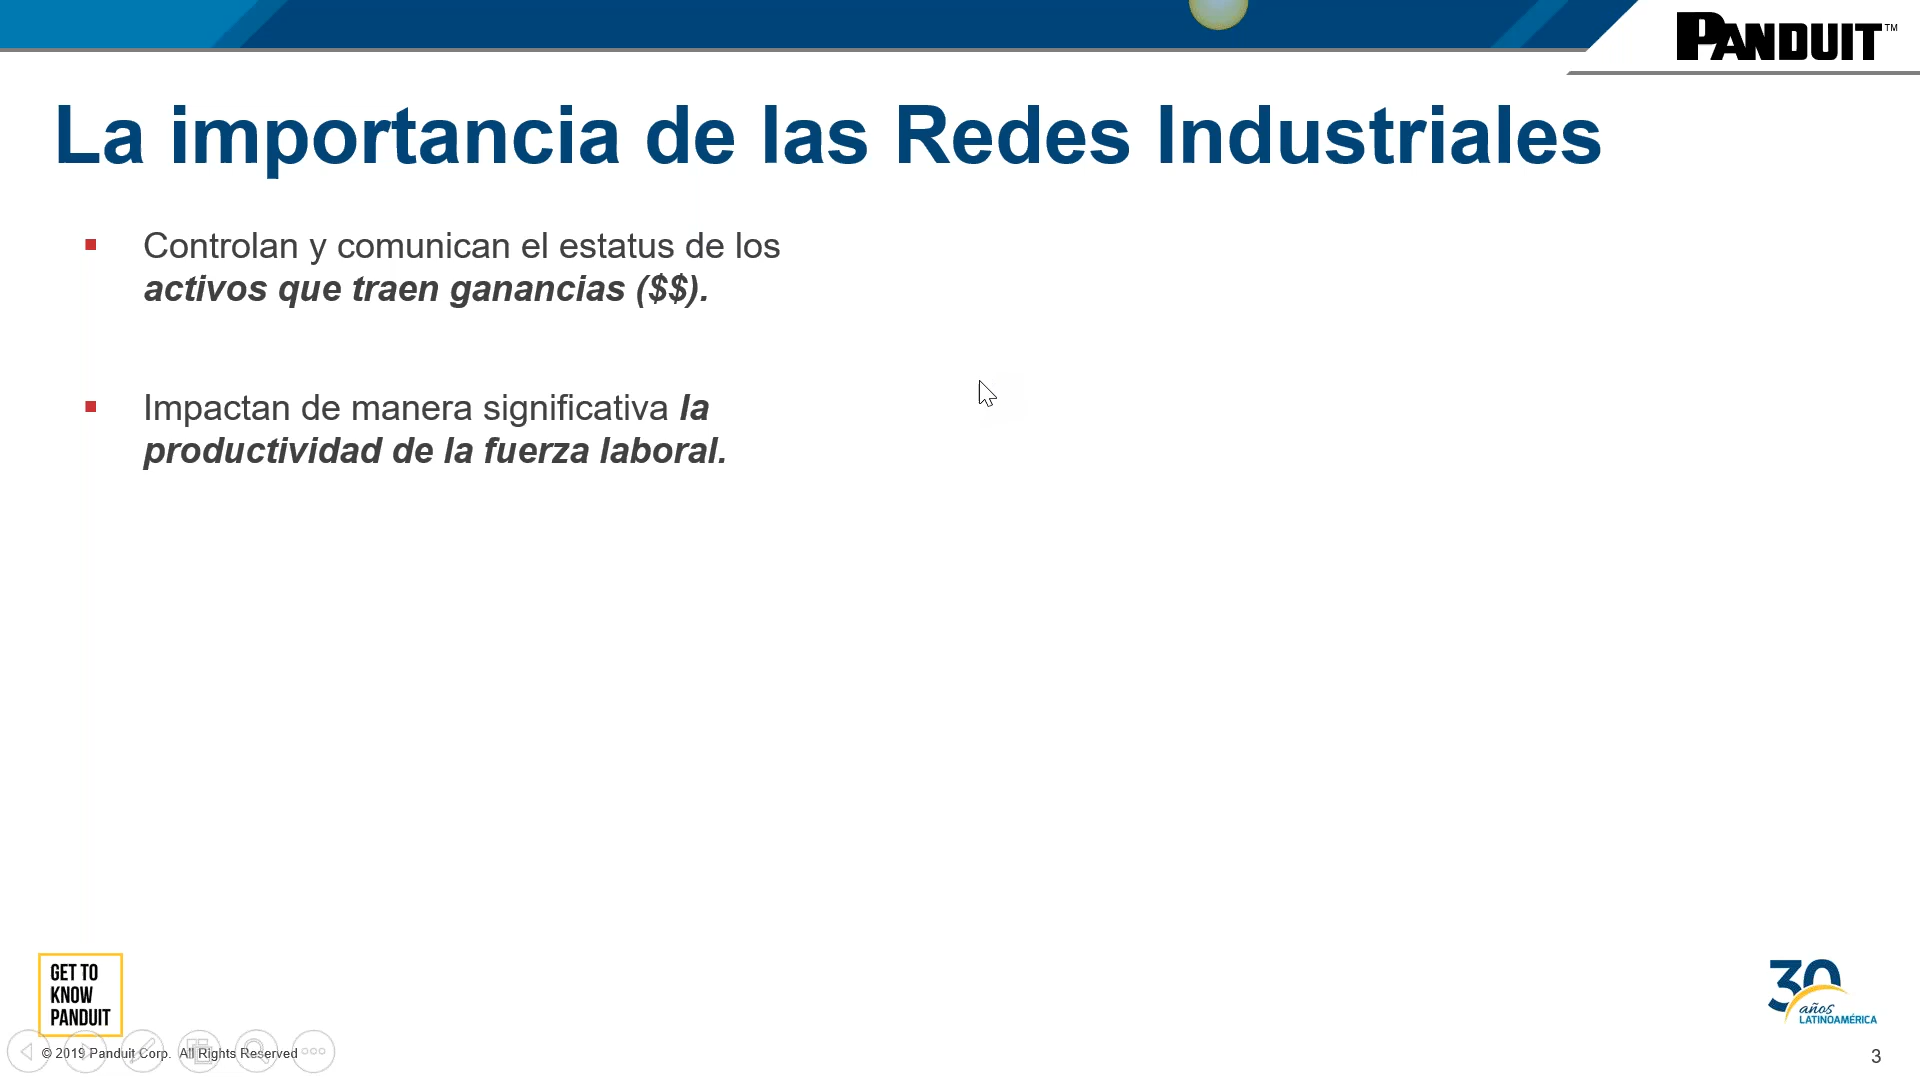 PANDUIT™
La importancia de las Redes Industriales
▪ Controlan y comunican el estatus de los
activos que traen ganancias ($$).
▪ Impactan de manera significativa la
productividad de la fuerza laboral.
GET TO
KNOW
PANDUIT
30
años
LATINOAMÉRICA
© 2019 Panduit Corp. All Rights Reserved
3